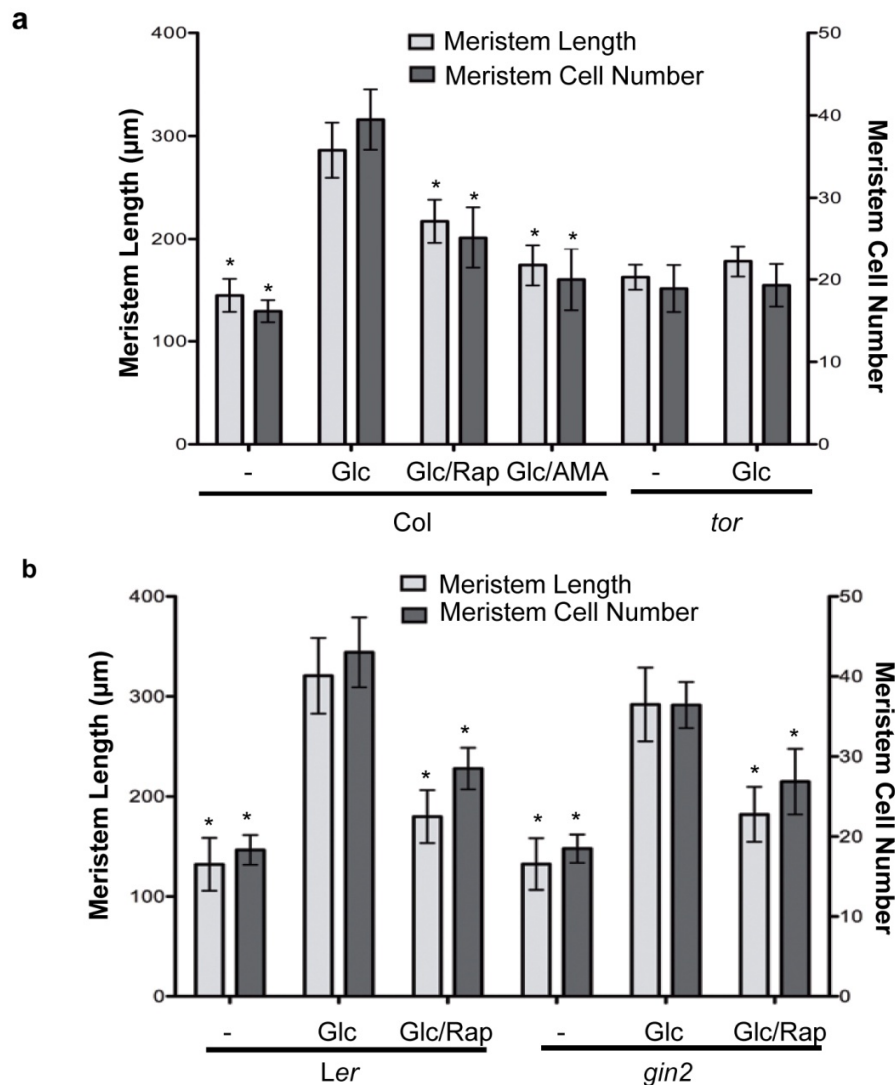 a
400
300
200
100
0
Meristem Length (µm)
Meristem Length
Meristem Cell Number
50
40
30
20
10
0
Meristem Cell Number
* * * * * *
- Glc Glc/Rap Glc/AMA - Glc
Col tor
b
400
300
200
100
0
Meristem Length (µm)
Meristem Length
Meristem Cell Number
50
40
30
20
10
0
Meristem Cell Number
* * * * * * * *
- Glc Glc/Rap - Glc Glc/Rap
Ler gin2